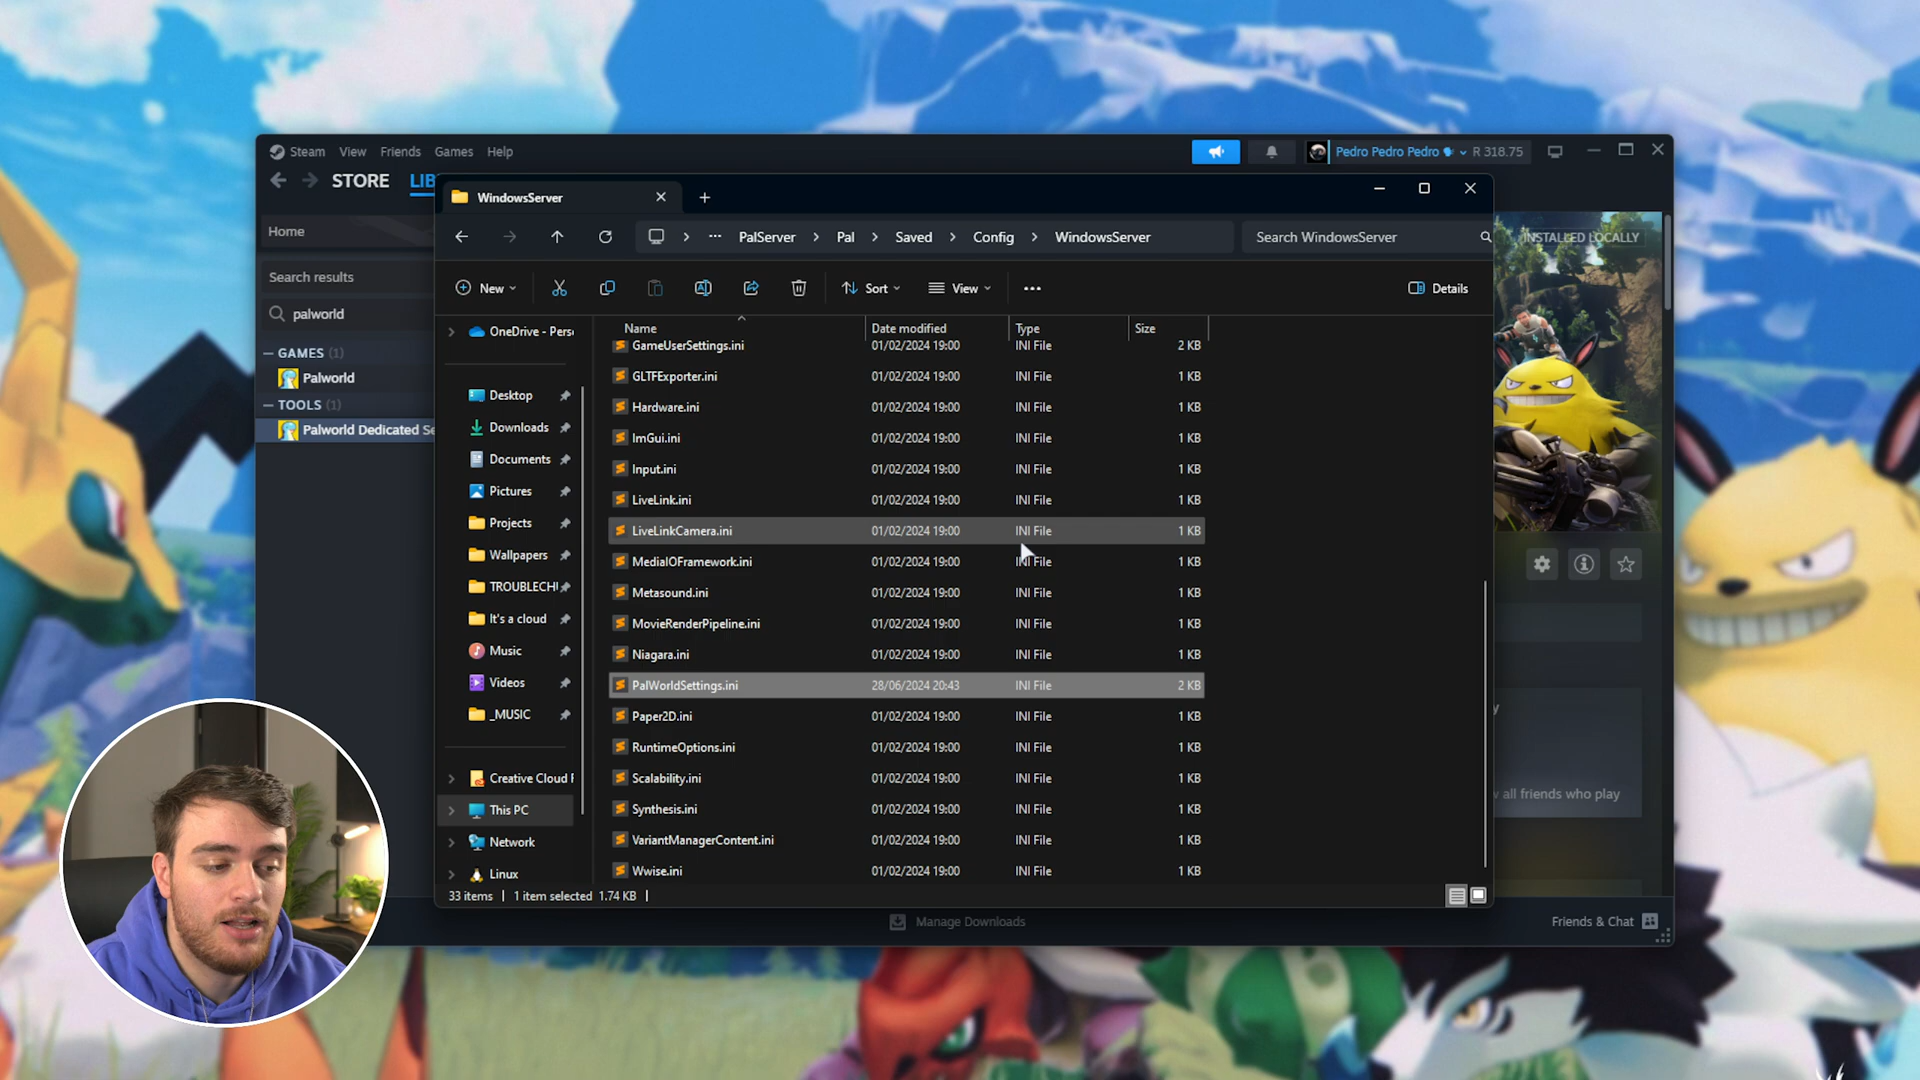 Steam View Friends Games Help
Pedro Pedro Pedro R 318.75
STORE LIB
WindowsServer
PalServer Pal Saved Config WindowsServer
Search WindowsServer
INSTALLED LOCALLY
Home
Search results
palworld
GAMES (1)
Palworld
TOOLS (1)
Palworld Dedicated Se
New Sort View ... Details
OneDrive - Pers
Desktop
Downloads
Documents
Pictures
Projects
Wallpapers
TROUBLECH
It's a cloud
Music
Videos
_MUSIC
Creative Cloud F
This PC
Network
Linux
Name Date modified Type Size
GameUserSettings.ini 01/02/2024 19:00 INI File 2 KB
GLTFExporter.ini 01/02/2024 19:00 INI File 1 KB
Hardware.ini 01/02/2024 19:00 INI File 1 KB
ImGui.ini 01/02/2024 19:00 INI File 1 KB
Input.ini 01/02/2024 19:00 INI File 1 KB
LiveLink.ini 01/02/2024 19:00 INI File 1 KB
LiveLinkCamera.ini 01/02/2024 19:00 INI File 1 KB
MediaIOFramework.ini 01/02/2024 19:00 INI File 1 KB
Metasound.ini 01/02/2024 19:00 INI File 1 KB
MovieRenderPipeline.ini 01/02/2024 19:00 INI File 1 KB
Niagara.ini 01/02/2024 19:00 INI File 1 KB
PalWorldSettings.ini 28/06/2024 20:43 INI File 2 KB
Paper2D.ini 01/02/2024 19:00 INI File 1 KB
RuntimeOptions.ini 01/02/2024 19:00 INI File 1 KB
Scalability.ini 01/02/2024 19:00 INI File 1 KB
Synthesis.ini 01/02/2024 19:00 INI File 1 KB
VariantManagerContent.ini 01/02/2024 19:00 INI File 1 KB
Wwise.ini 01/02/2024 19:00 INI File 1 KB
33 items 1 item selected 1.74 KB
all friends who play
Manage Downloads
Friends & Chat